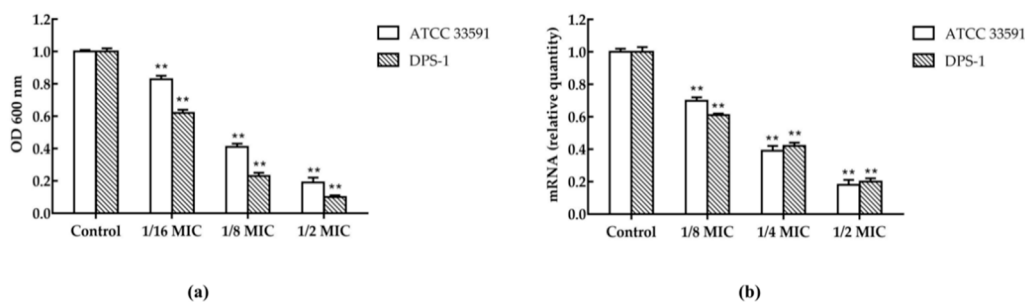 1.2
1.0
0.8
0.6
0.4
0.2
0.0
OD 600 nm
**
**
**
**
**
**
Control
1/16 MIC
1/8 MIC
1/2 MIC
ATCC 33591
DPS-1
(a)
1.2
1.0
0.8
0.6
0.4
0.2
0.0
mRNA (relative quantity)
**
**
**
**
**
**
Control
1/8 MIC
1/4 MIC
1/2 MIC
ATCC 33591
DPS-1
(b)